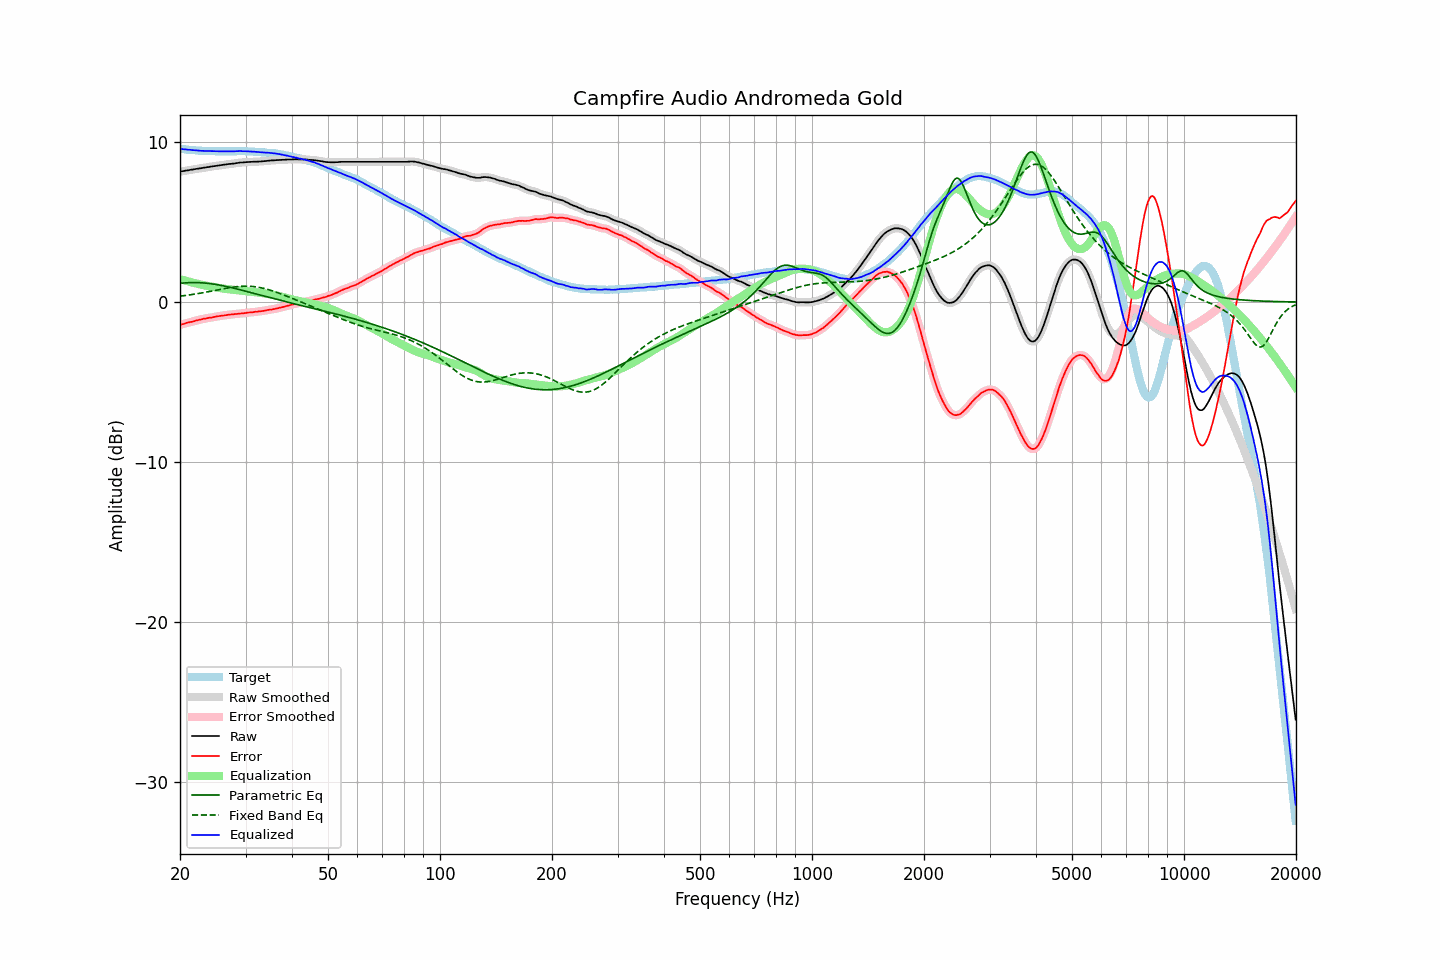 Campfire Audio Andromeda Gold
10
0
−10
−20
−30
Amplitude (dBr)
Target
Raw Smoothed
Error Smoothed
Raw
Error
Equalization
Parametric Eq
Fixed Band Eq
Equalized
20 50 100 200 500 1000 2000 5000 10000 20000
Frequency (Hz)